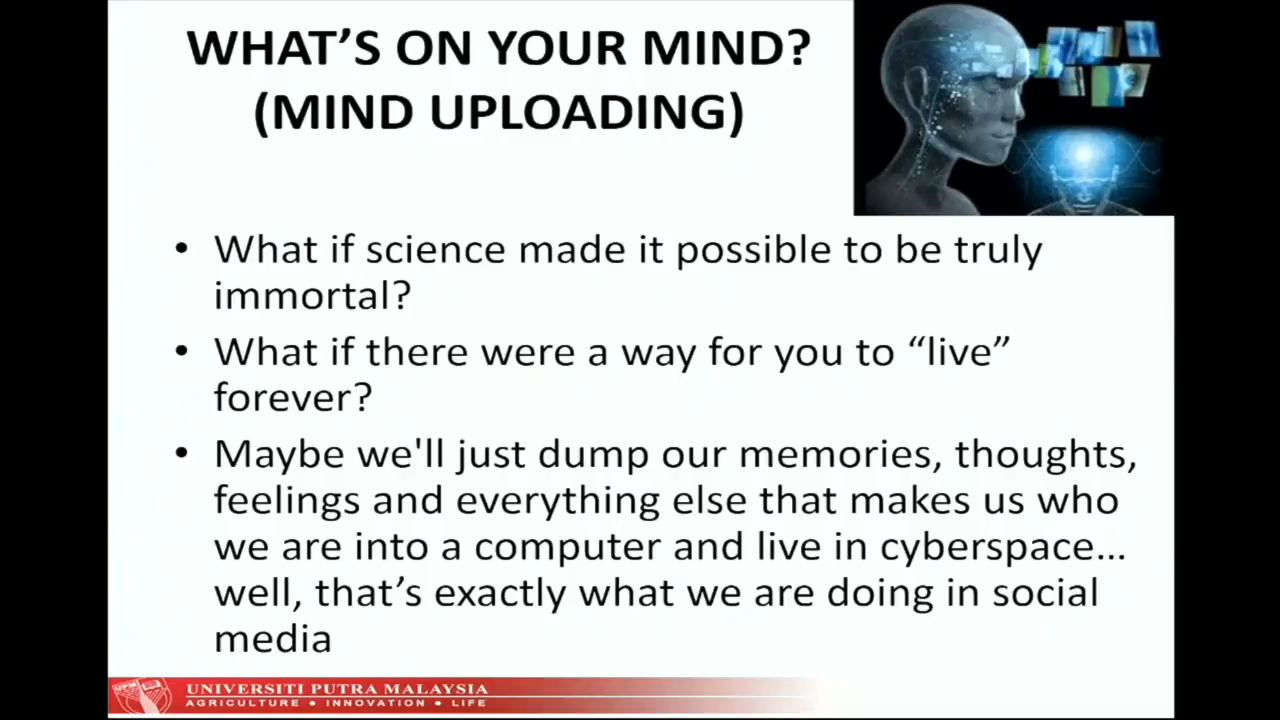 WHAT'S ON YOUR MIND?
(MIND UPLOADING)
• What if science made it possible to be truly
immortal?
• What if there were a way for you to “live”
forever?
• Maybe we'll just dump our memories, thoughts,
feelings and everything else that makes us who
we are into a computer and live in cyberspace…
well, that’s exactly what we are doing in social
media
UPM
UNIVERSITI PUTRA MALAYSIA
AGRICULTURE • INNOVATION • LIFE